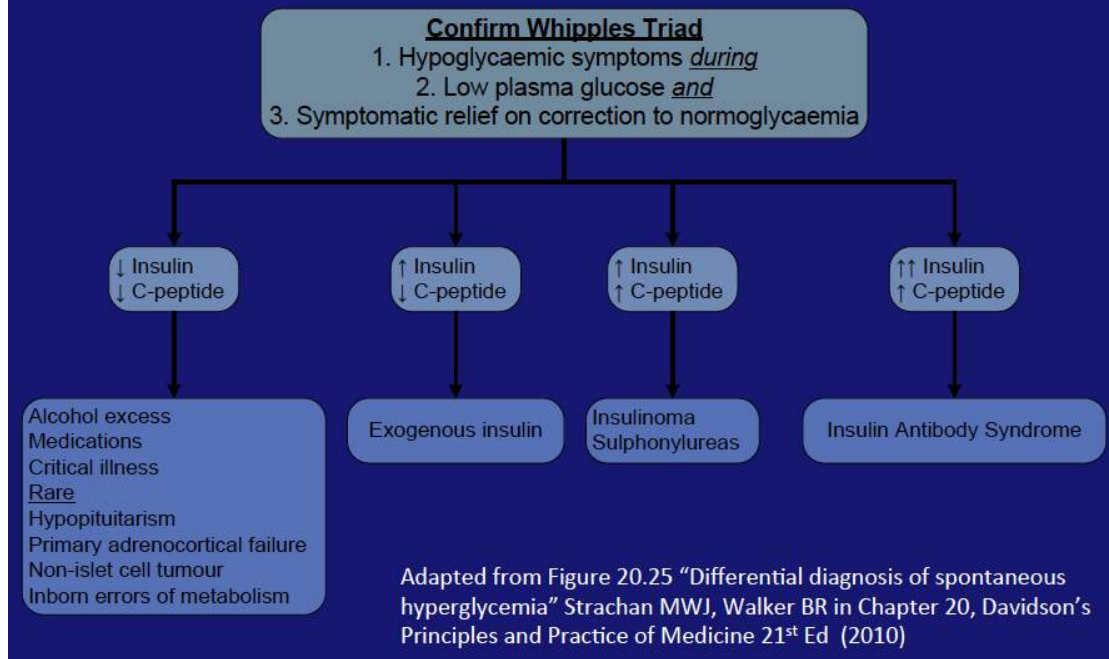 Confirm Whipples Triad
1. Hypoglycaemic symptoms during
2. Low plasma glucose and
3. Symptomatic relief on correction to normoglycaemia
↓ Insulin
↓ C-peptide
↑ Insulin
↓ C-peptide
↑ Insulin
↑ C-peptide
↑↑ Insulin
↑ C-peptide
Alcohol excess
Medications
Critical illness
Rare
Hypopituitarism
Primary adrenocortical failure
Non-islet cell tumour
Inborn errors of metabolism
Exogenous insulin
Insulinoma
Sulphonylureas
Insulin Antibody Syndrome
Adapted from Figure 20.25 “Differential diagnosis of spontaneous
hyperglycemia” Strachan MWJ, Walker BR in Chapter 20, Davidson’s
Principles and Practice of Medicine 21st Ed (2010)